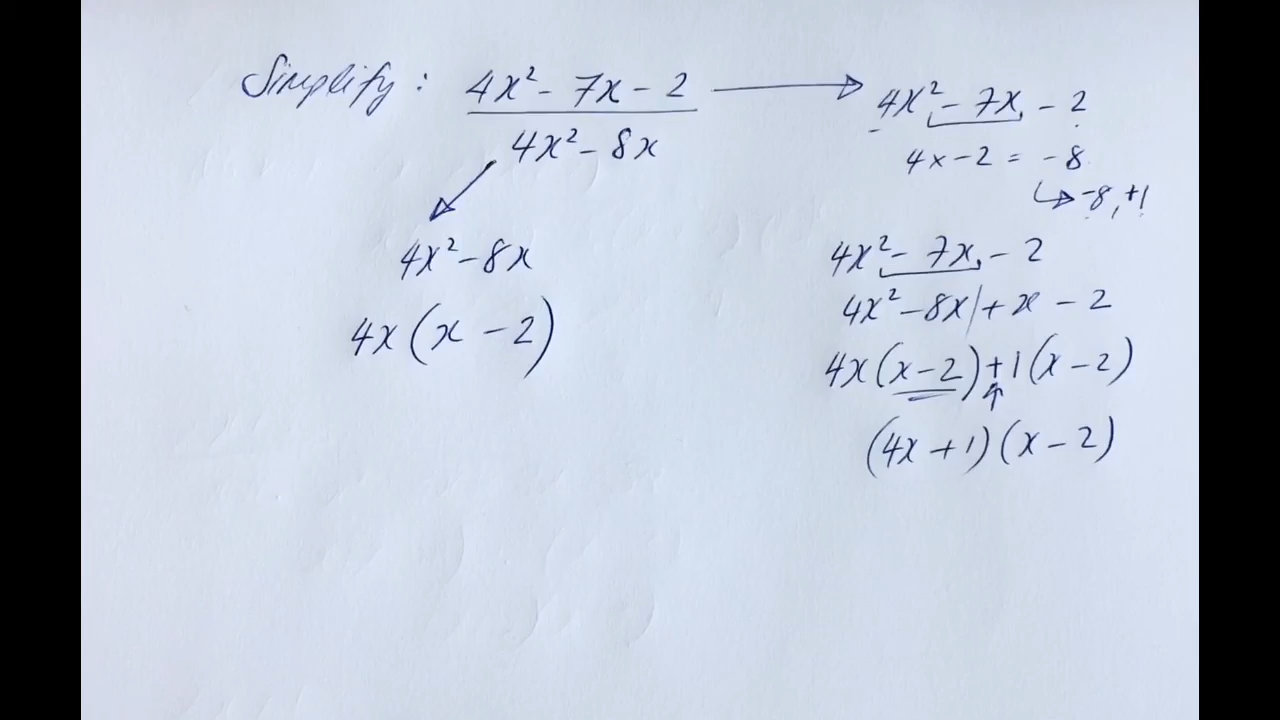 Simplify: 4x² - 7x - 2
4x² - 8x
4x² - 8x
4x(x - 2)
4x² - 7x - 2
4 x -2 = -8
-8, +1
4x² - 7x - 2
4x² - 8x + x - 2
4x(x-2)+1(x-2)
(4x+1)(x-2)